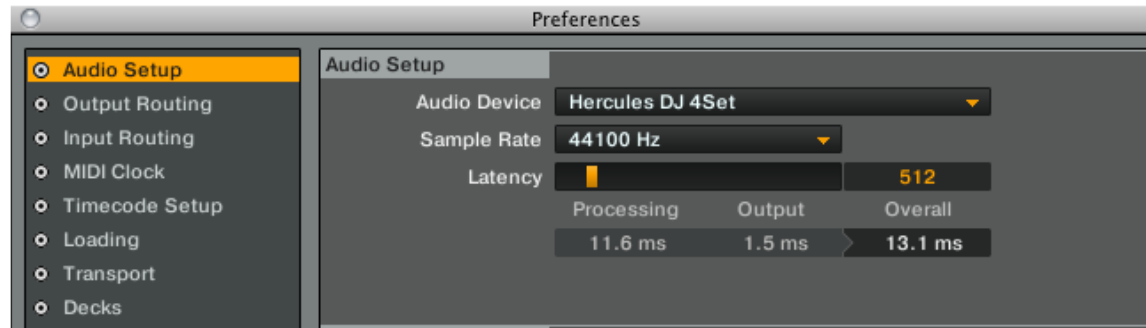 Preferences
Audio Setup
Output Routing
Input Routing
MIDI Clock
Timecode Setup
Loading
Transport
Decks
Audio Setup
Audio Device Hercules DJ 4Set
Sample Rate 44100 Hz
Latency 512
Processing Output Overall
11.6 ms 1.5 ms 13.1 ms